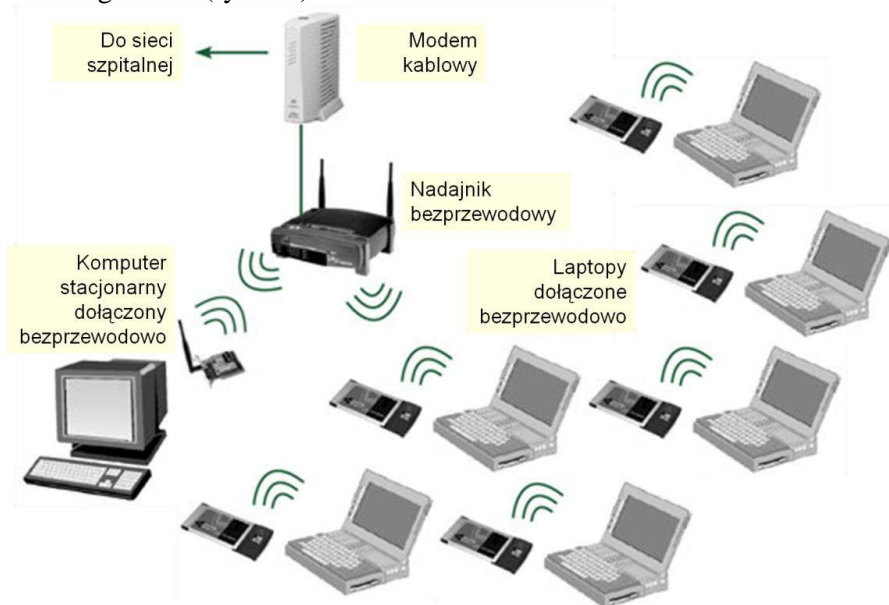 Do sieci
szpitalnej
Modem
kablowy
Nadajnik
bezprzewodowy
Komputer
stacjonarny
dołączony
bezprzewodowo
Laptopy
dołączone
bezprzewodowo